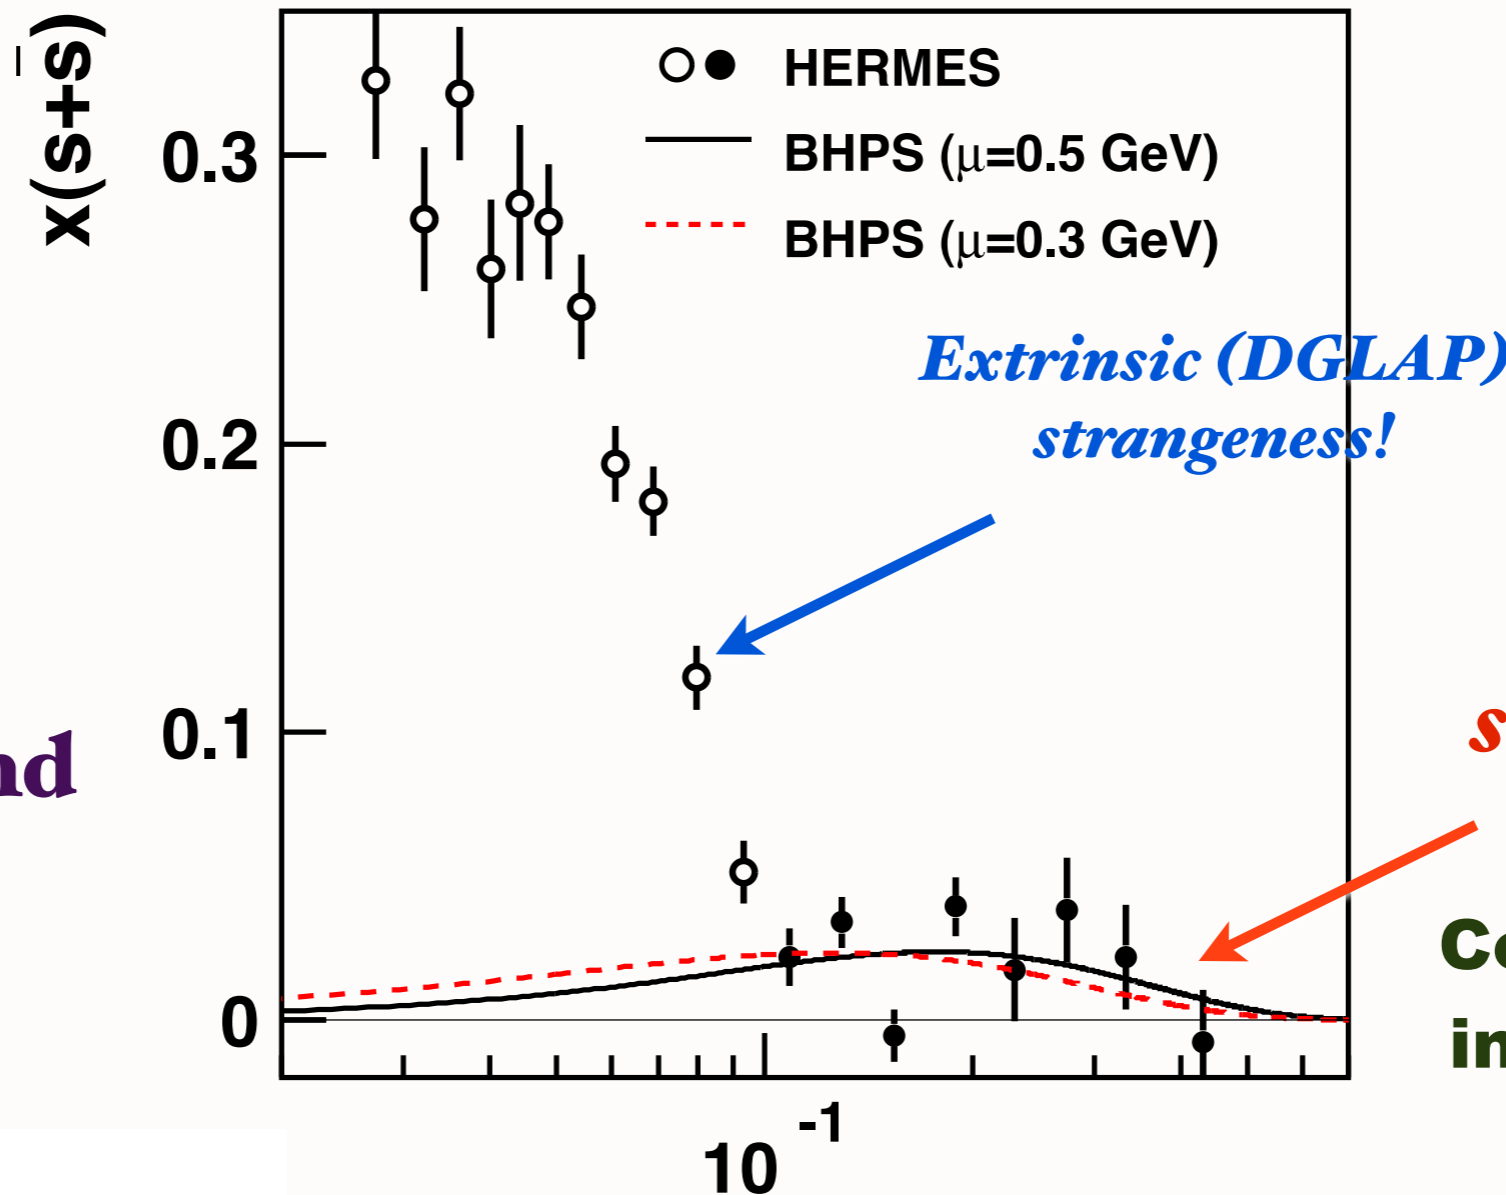 x(s+s̄)
HERMES
BHPS (μ=0.5 GeV)
BHPS (μ=0.3 GeV)
0.3
0.2
0.1
0
Extrinsic (DGLAP)
strangeness!
nd
s
Co
in
10 -1